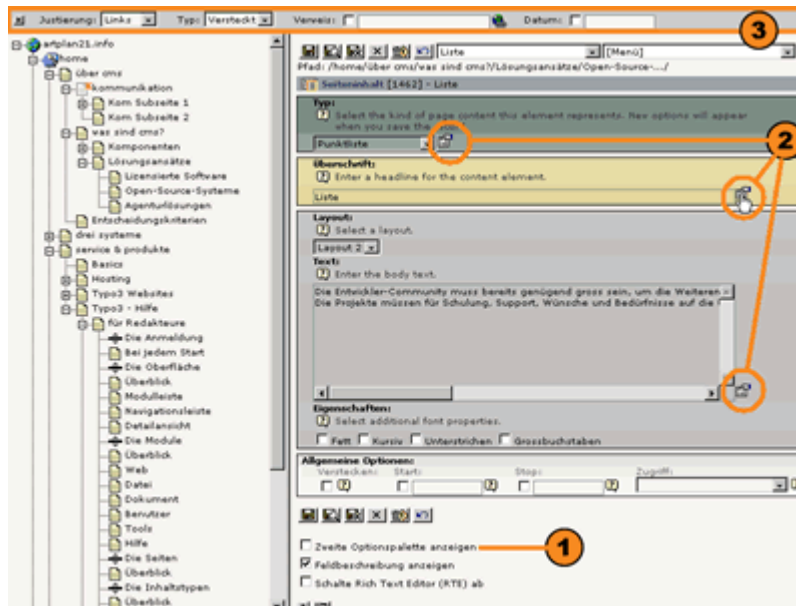 Justierung: Links Typ: Versteckt Verweis: Datum:
3
artplan21.info
home
über cms
kommunikation
Kom Subseite 1
Kom Subseite 2
was sind cms?
Komponenten
Lösungsansätze
Lizensierte Software
Open-Source-Systeme
Agenturlösungen
Entscheidungskriterien
drei systeme
service & produkte
Basics
Hosting
Typo3 Websites
Typo3 - Hilfe
für Redakteure
Die Anmeldung
Bei jedem Start
Die Oberfläche
Überblick
Modulleiste
Navigationsleiste
Detailansicht
Die Module
Überblick
Web
Datei
Dokument
Benutzer
Tools
Hilfe
Die Seiten
Überblick
Die Inhaltstypen
Überblick
Liste [Menü]
Pfad: /home/über cms/was sind cms?/Lösungsansätze/Open-Source-.../
Seiteninhalt [1462] - Liste
Typ:
Select the kind of page content this element represents. New options will appear
when you save the
Punktliste
2
Überschrift:
Enter a headline for the content element.
Liste
Layout:
Select a layout.
Layout 2
Text:
Enter the body text.
Die Entwickler-Community muss bereits genügend gross sein, um die Weiteren
Die Projekte müssen für Schulung, Support, Wünsche und Bedürfnisse auf die
Eigenschaften:
Select additional font properties.
Fett Kursiv Unterstrichen Grossbuchstaben
Allgemeine Optionen:
Verstecken: Start: Stop: Zugriff:
Zweite Optionspalette anzeigen
1
Feldbeschreibung anzeigen
Schalte Rich Text Editor (RTE) ab